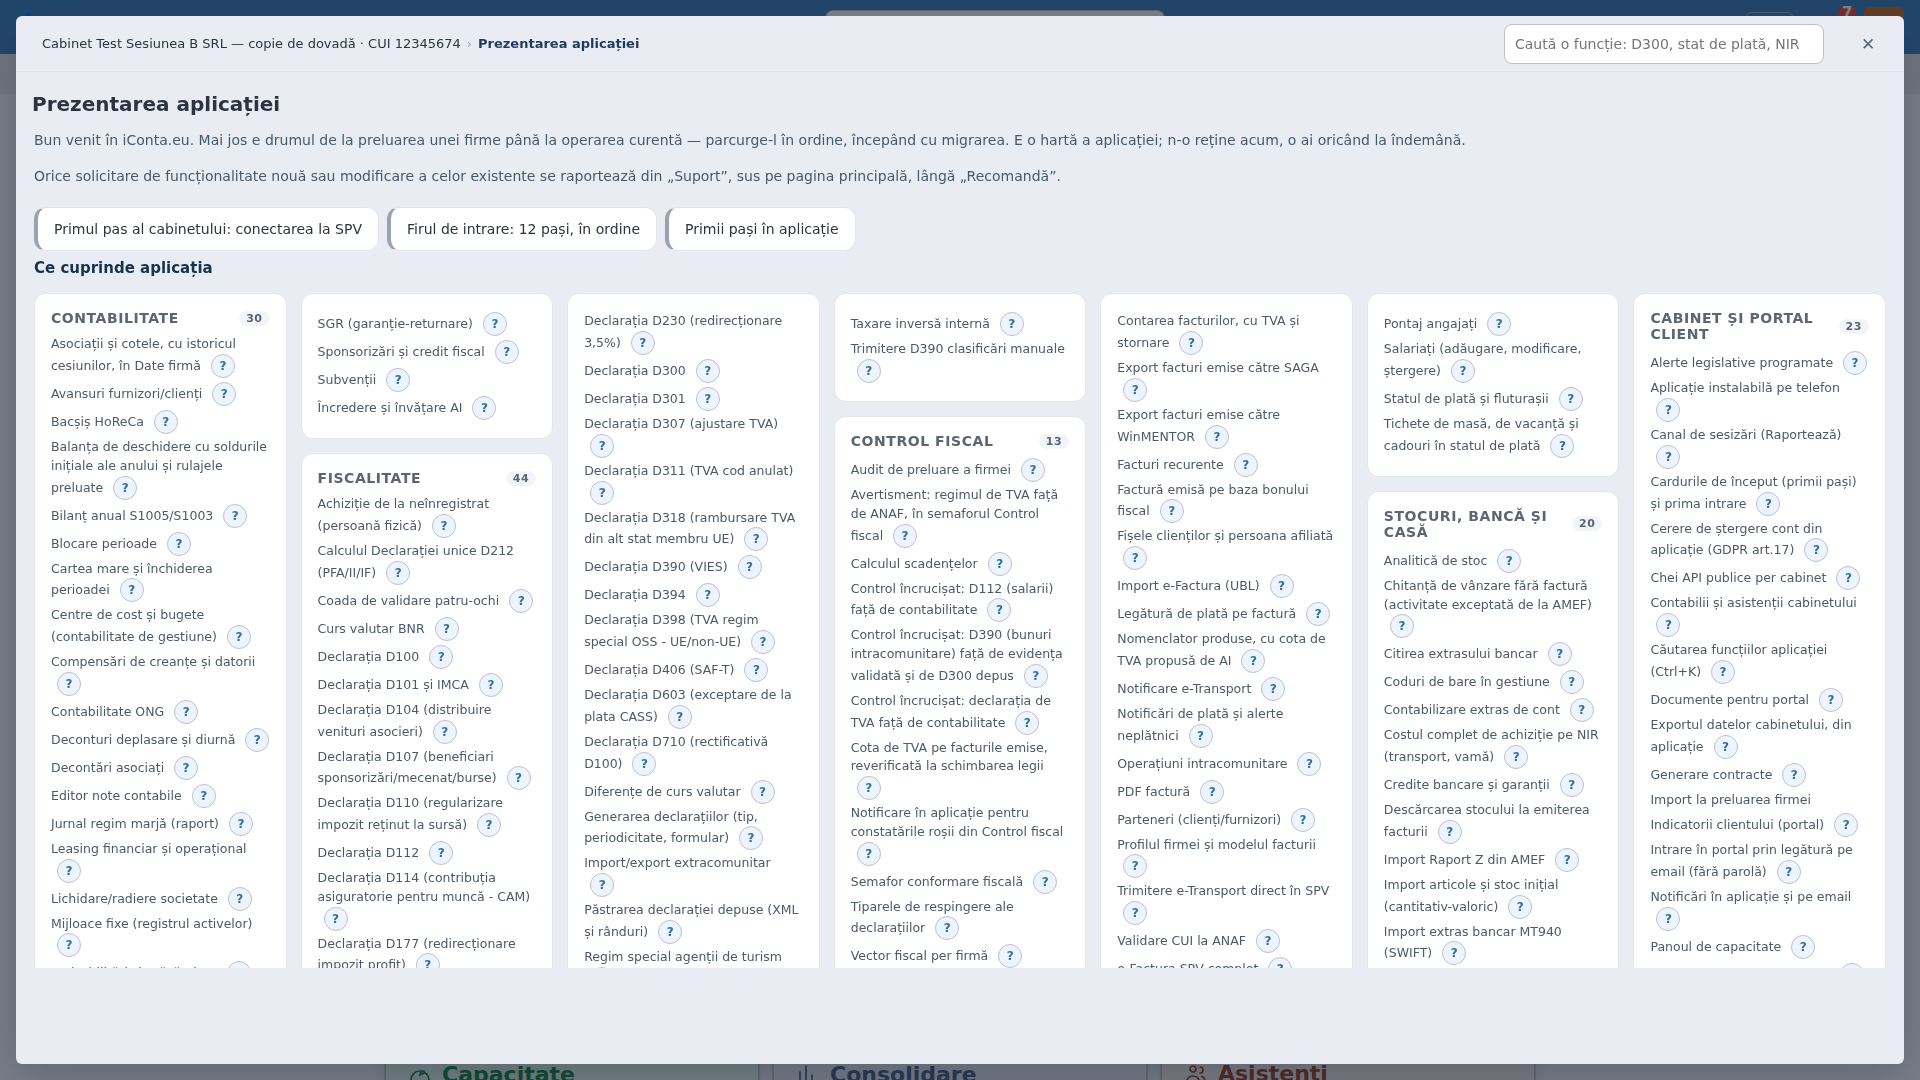 7
Cabinet Test Sesiunea B SRL — copie de dovadă · CUI 12345674 › Prezentarea aplicației
Caută o funcție: D300, stat de plată, NIR
✕
Prezentarea aplicației
Bun venit în iConta.eu. Mai jos e drumul de la preluarea unei firme până la operarea curentă — parcurge-l în ordine, începând cu migrarea. E o hartă a aplicației; n-o reține acum, o ai oricând la îndemână.
Orice solicitare de funcționalitate nouă sau modificare a celor existente se raportează din „Suport”, sus pe pagina principală, lângă „Recomandă”.
Primul pas al cabinetului: conectarea la SPV
Firul de intrare: 12 pași, în ordine
Primii pași în aplicație
Ce cuprinde aplicația
CONTABILITATE 30
Asociații și cotele, cu istoricul
cesiunilor, în Date firmă ?
Avansuri furnizori/clienți ?
Bacșiș HoReCa ?
Balanța de deschidere cu soldurile
inițiale ale anului și rulajele
preluate ?
Bilanț anual S1005/S1003 ?
Blocare perioade ?
Cartea mare și închiderea
perioadei ?
Centre de cost și bugete
(contabilitate de gestiune) ?
Compensări de creanțe și datorii
?
Contabilitate ONG ?
Deconturi deplasare și diurnă ?
Decontări asociați ?
Editor note contabile ?
Jurnal regim marjă (raport) ?
Leasing financiar și operațional
?
Lichidare/radiere societate ?
Mijloace fixe (registrul activelor)
?
SGR (garanție-returnare) ?
Sponsorizări și credit fiscal ?
Subvenții ?
Încredere și învățare AI ?
FISCALITATE 44
Achiziție de la neînregistrat
(persoană fizică) ?
Calculul Declarației unice D212
(PFA/II/IF) ?
Coada de validare patru-ochi ?
Curs valutar BNR ?
Declarația D100 ?
Declarația D101 și IMCA ?
Declarația D104 (distribuire
venituri asocieri) ?
Declarația D107 (beneficiari
sponsorizări/mecenat/burse) ?
Declarația D110 (regularizare
impozit reținut la sursă) ?
Declarația D112 ?
Declarația D114 (contribuția
asiguratorie pentru muncă - CAM)
?
Declarația D177 (redirecționare
impozit profit) ?
Declarația D230 (redirecționare
3,5%) ?
Declarația D300 ?
Declarația D301 ?
Declarația D307 (ajustare TVA)
?
Declarația D311 (TVA cod anulat)
?
Declarația D318 (rambursare TVA
din alt stat membru UE) ?
Declarația D390 (VIES) ?
Declarația D394 ?
Declarația D398 (TVA regim
special OSS - UE/non-UE) ?
Declarația D406 (SAF-T) ?
Declarația D603 (exceptare de la
plata CASS) ?
Declarația D710 (rectificativă
D100) ?
Diferențe de curs valutar ?
Generarea declarațiilor (tip,
periodicitate, formular) ?
Import/export extracomunitar
?
Păstrarea declarației depuse (XML
și rânduri) ?
Regim special agenții de turism
Taxare inversă internă ?
Trimitere D390 clasificări manuale
?
CONTROL FISCAL 13
Audit de preluare a firmei ?
Avertisment: regimul de TVA față
de ANAF, în semaforul Control
fiscal ?
Calculul scadențelor ?
Control încrucișat: D112 (salarii)
față de contabilitate ?
Control încrucișat: D390 (bunuri
intracomunitare) față de evidența
validată și de D300 depus ?
Control încrucișat: declarația de
TVA față de contabilitate ?
Cota de TVA pe facturile emise,
reverificată la schimbarea legii
?
Notificare în aplicație pentru
constatările roșii din Control fiscal
?
Semafor conformare fiscală ?
Tiparele de respingere ale
declarațiilor ?
Vector fiscal per firmă ?
Contarea facturilor, cu TVA și
stornare ?
Export facturi emise către SAGA
?
Export facturi emise către
WinMENTOR ?
Facturi recurente ?
Factură emisă pe baza bonului
fiscal ?
Fișele clienților și persoana afiliată
?
Import e-Factura (UBL) ?
Legătură de plată pe factură ?
Nomenclator produse, cu cota de
TVA propusă de AI ?
Notificare e-Transport ?
Notificări de plată și alerte
neplătnici ?
Operațiuni intracomunitare ?
PDF factură ?
Parteneri (clienți/furnizori) ?
Profilul firmei și modelul facturii
?
Trimitere e-Transport direct în SPV
?
Validare CUI la ANAF ?
e-Factura SPV complet ?
Pontaj angajați ?
Salariați (adăugare, modificare,
ștergere) ?
Statul de plată și fluturașii ?
Tichete de masă, de vacanță și
cadouri în statul de plată ?
STOCURI, BANCĂ ȘI
CASĂ 20
Analitică de stoc ?
Chitanță de vânzare fără factură
(activitate exceptată de la AMEF)
?
Citirea extrasului bancar ?
Coduri de bare în gestiune ?
Contabilizare extras de cont ?
Costul complet de achiziție pe NIR
(transport, vamă) ?
Credite bancare și garanții ?
Descărcarea stocului la emiterea
facturii ?
Import Raport Z din AMEF ?
Import articole și stoc inițial
(cantitativ-valoric) ?
Import extras bancar MT940
(SWIFT) ?
CABINET ȘI PORTAL
CLIENT 23
Alerte legislative programate ?
Aplicație instalabilă pe telefon
?
Canal de sesizări (Raportează)
?
Cardurile de început (primii pași)
și prima intrare ?
Cerere de ștergere cont din
aplicație (GDPR art.17) ?
Chei API publice per cabinet ?
Contabilii și asistenții cabinetului
?
Căutarea funcțiilor aplicației
(Ctrl+K) ?
Documente pentru portal ?
Exportul datelor cabinetului, din
aplicație ?
Generare contracte ?
Import la preluarea firmei
Indicatorii clientului (portal) ?
Intrare în portal prin legătură pe
email (fără parolă) ?
Notificări în aplicație și pe email
?
Panoul de capacitate ?
Capacitate
Consolidare
Asistenți